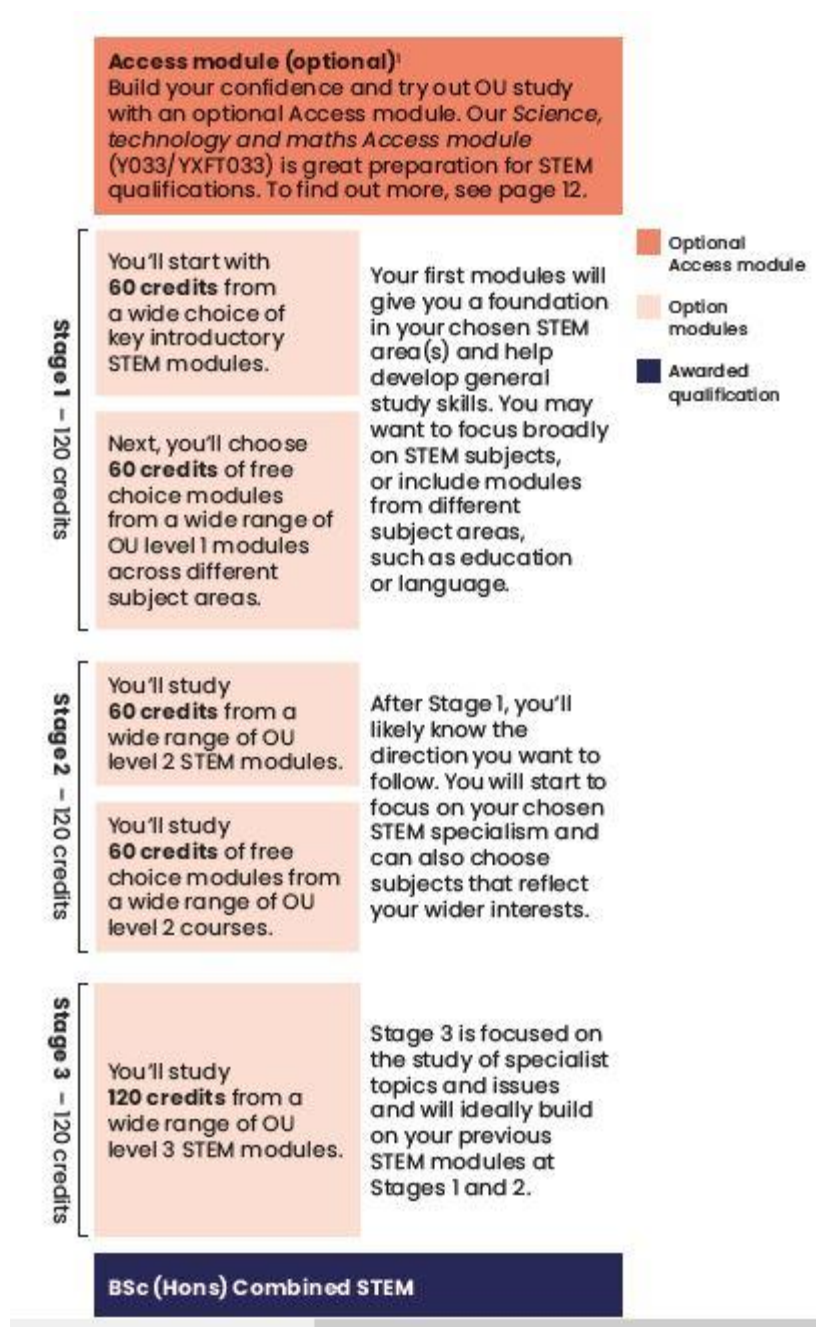 Access module (optional)¹
Build your confidence and try out OU study
with an optional Access module. Our Science,
technology and maths Access module
(Y033/YXFT033) is great preparation for STEM
qualifications. To find out more, see page 12.
Optional
Access module
Option
modules
Awarded
qualification
Stage 1 – 120 credits
You'll start with
60 credits from
a wide choice of
key introductory
STEM modules.
Next, you'll choose
60 credits of free
choice modules
from a wide range of
OU level 1 modules
across different
subject areas.
Your first modules will
give you a foundation
in your chosen STEM
area(s) and help
develop general
study skills. You may
want to focus broadly
on STEM subjects,
or include modules
from different
subject areas,
such as education
or language.
Stage 2 – 120 credits
You'll study
60 credits from a
wide range of OU
level 2 STEM modules.
You'll study
60 credits of free
choice modules from
a wide range of OU
level 2 courses.
After Stage 1, you'll
likely know the
direction you want to
follow. You will start to
focus on your chosen
STEM specialism and
can also choose
subjects that reflect
your wider interests.
Stage 3 – 120 credits
You'll study
120 credits from a
wide range of OU
level 3 STEM modules.
Stage 3 is focused on
the study of specialist
topics and issues
and will ideally build
on your previous
STEM modules at
Stages 1 and 2.
BSc (Hons) Combined STEM